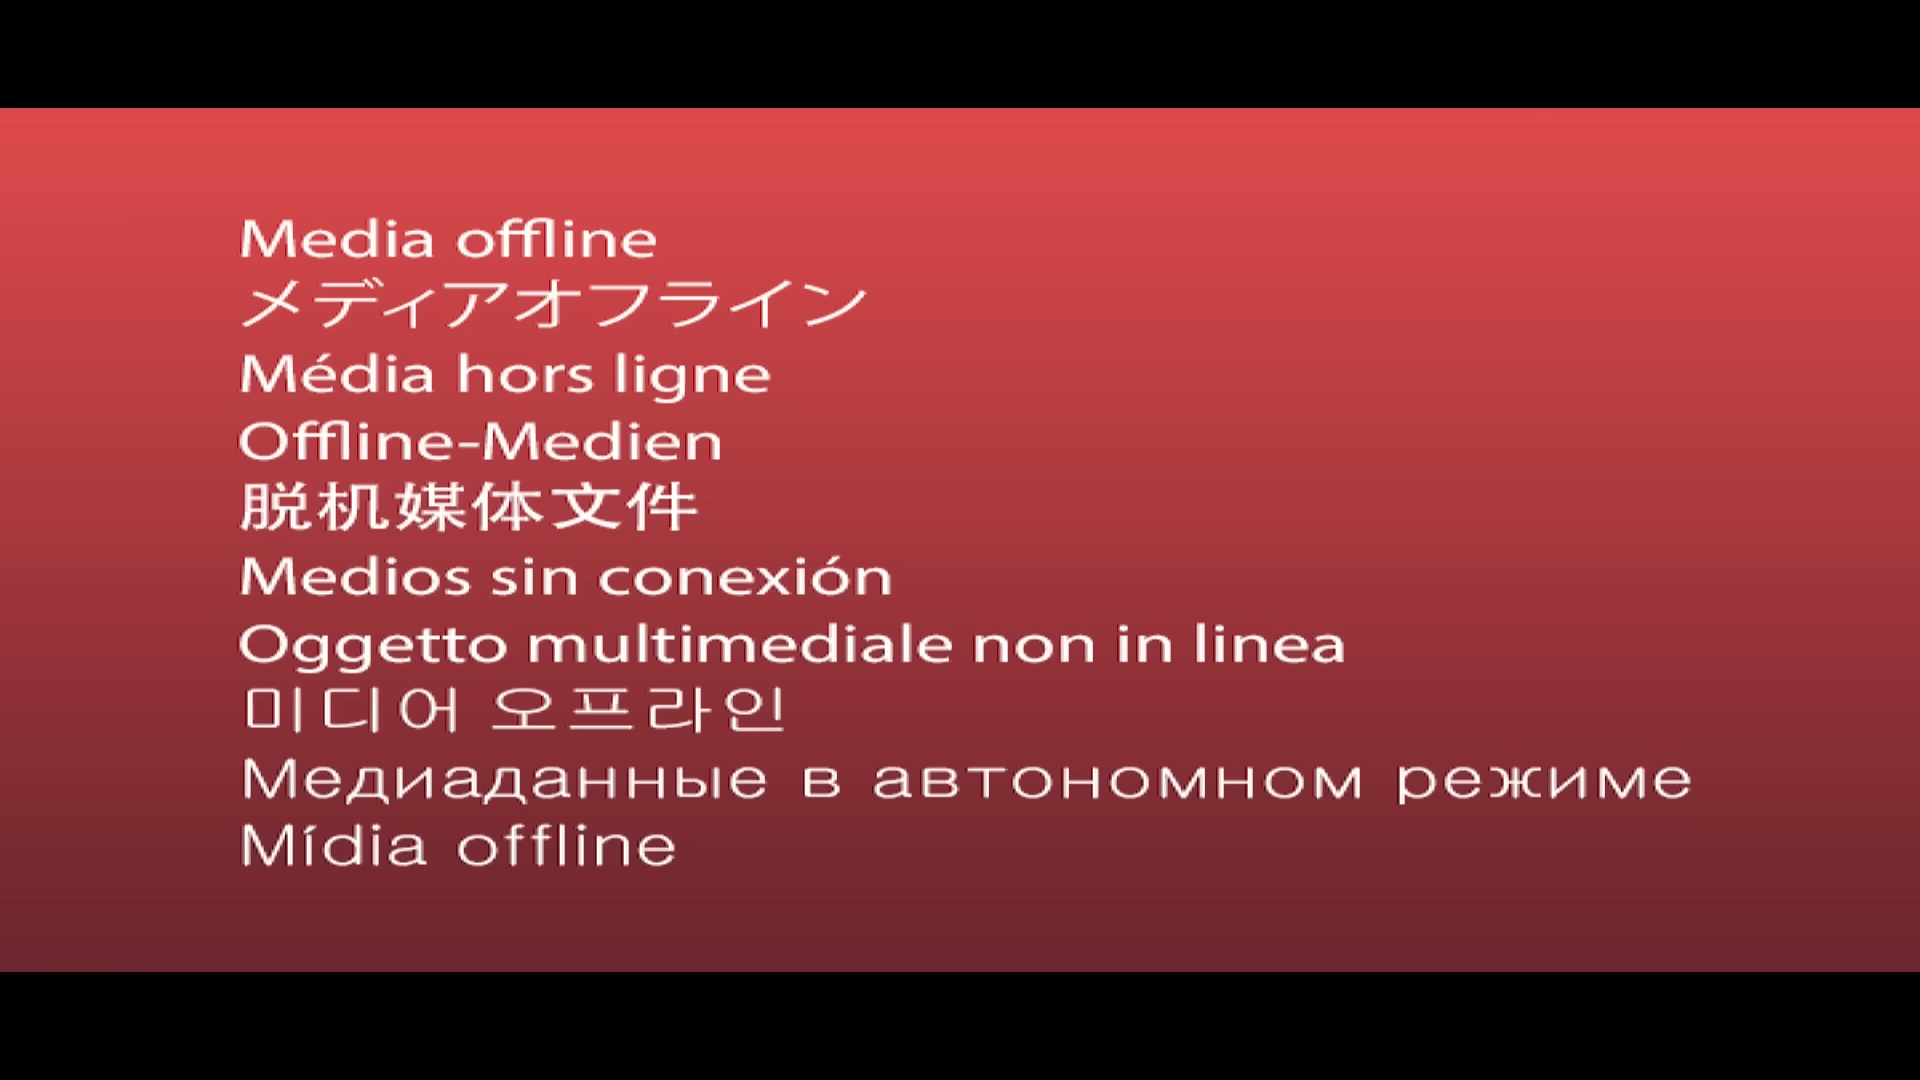 Media offline
メディアオフライン
Média hors ligne
Offline-Medien
脱机媒体文件
Medios sin conexión
Oggetto multimediale non in linea
미디어 오프라인
Медиаданные в автономном режиме
Mídia offline